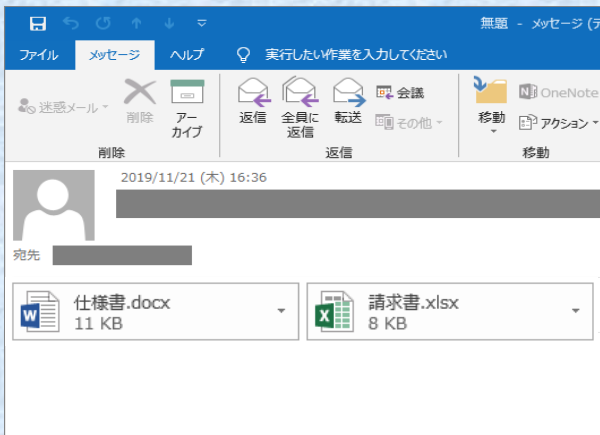 無題 - メッセージ (テ
ファイル メッセージ ヘルプ 実行したい作業を入力してください
迷惑メール 削除 アーカイブ 返信 全員に返信 転送 会議 その他 移動 OneNote アクション
削除 返信 移動
2019/11/21 (木) 16:36
宛先
仕様書.docx
11 KB
請求書.xlsx
8 KB